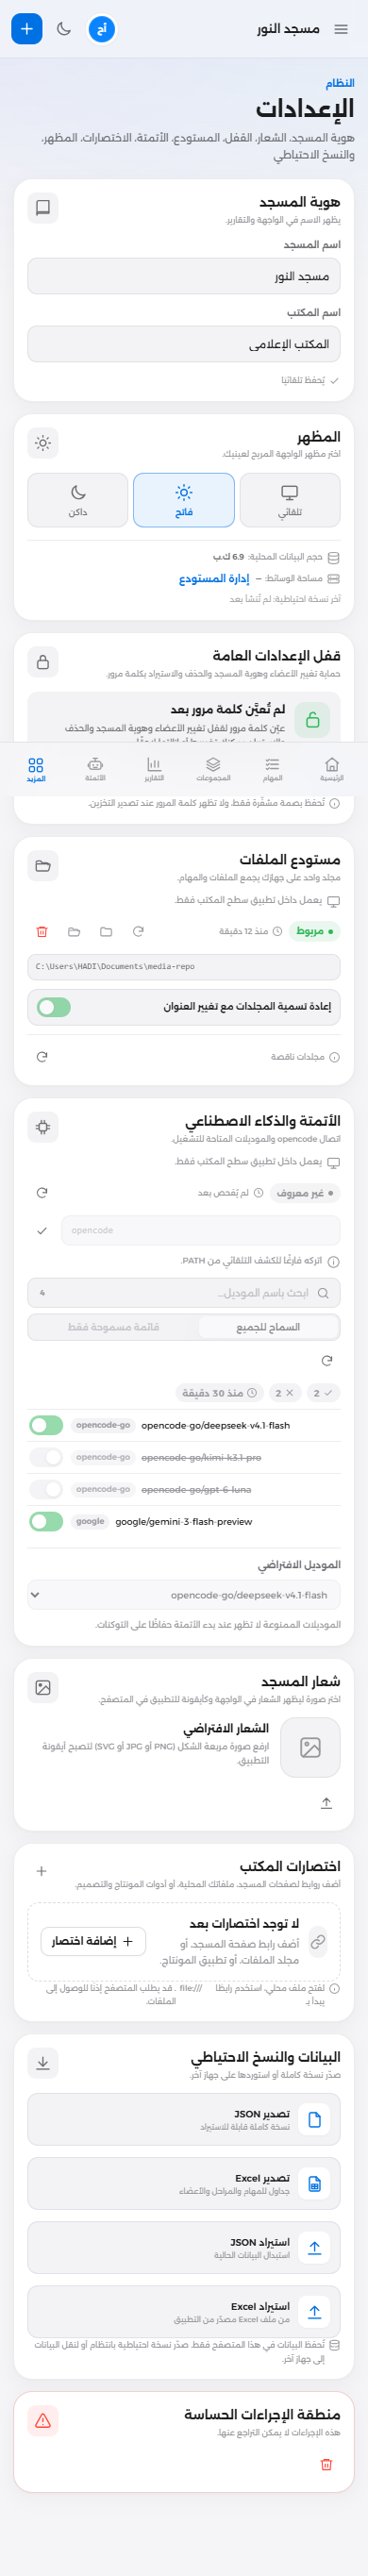 مسجد النور
أح
النظام
الإعدادات
هوية المسجد، الشعار، القفل، المستودع، الأتمتة، الاختصارات، المظهر،
والنسخ الاحتياطي
هوية المسجد
يظهر الاسم في الواجهة والتقارير.
اسم المسجد
مسجد النور
اسم المكتب
المكتب الإعلامي
يُحفظ تلقائيًا
المظهر
اختر مظهر الواجهة المريح لعينيك.
تلقائي
فاتح
داكن
حجم البيانات المحلية: 6.9 ك.ب
مساحة الوسائط: — إدارة المستودع
آخر نسخة احتياطية: لم تُنشأ بعد
قفل الإعدادات العامة
حماية تغيير الأعضاء وهوية المسجد والحذف والاستيراد بكلمة مرور.
لم تُعيَّن كلمة مرور بعد
عيّن كلمة مرور لقفل تغيير الأعضاء وهوية المسجد والحذف
الرئيسية
المهام
المجموعات
التقارير
الأتمتة
المزيد
تُحفظ بصمة مشفّرة فقط، ولا تظهر كلمة المرور عند تصدير التخزين.
مستودع الملفات
مجلد واحد على جهازك يجمع الملفات والمهام.
يعمل داخل تطبيق سطح المكتب فقط.
مربوط
منذ 12 دقيقة
C:\Users\HADI\Documents\media-repo
إعادة تسمية المجلدات مع تغيير العنوان
مجلدات ناقصة
الأتمتة والذكاء الاصطناعي
اتصال opencode والموديلات المتاحة للتشغيل.
يعمل داخل تطبيق سطح المكتب فقط.
غير معروف
لم يُفحص بعد
opencode
اتركه فارغًا للكشف التلقائي من PATH.
ابحث باسم الموديل...
4
السماح للجميع
قائمة مسموحة فقط
2
2
منذ 30 دقيقة
opencode-go/deepseek-v4.1-flash opencode-go
opencode-go/kimi-k3.1-pro opencode-go
opencode-go/gpt-6-luna opencode-go
google/gemini-3-flash-preview google
الموديل الافتراضي
opencode-go/deepseek-v4.1-flash
الموديلات الممنوعة لا تظهر عند بدء الأتمتة حفاظًا على التوكنات.
شعار المسجد
اختر صورة ليظهر الشعار في الواجهة وكأيقونة للتطبيق في المتصفح.
الشعار الافتراضي
ارفع صورة مربعة الشكل (PNG أو JPG أو SVG) لتصبح أيقونة
التطبيق.
اختصارات المكتب
أضف روابط لصفحات المسجد، ملفاتك المحلية، أو أدوات المونتاج والتصميم.
لا توجد اختصارات بعد
أضف رابط صفحة المسجد، أو
مجلد الملفات، أو تطبيق المونتاج.
إضافة اختصار
لفتح ملف محلي، استخدم رابطًا
يبدأ بـ
file:///
. قد يطلب المتصفح إذنًا للوصول إلى
الملفات.
البيانات والنسخ الاحتياطي
صدّر نسخة كاملة أو استوردها على جهاز آخر.
تصدير JSON
نسخة كاملة قابلة للاستيراد
تصدير Excel
جداول للمهام والمراحل والأعضاء
استيراد JSON
استبدال البيانات الحالية
استيراد Excel
من ملف Excel مصدّر من التطبيق
تُحفظ البيانات في هذا المتصفح فقط. صدّر نسخة احتياطية بانتظام أو لنقل البيانات
إلى جهاز آخر.
منطقة الإجراءات الحساسة
هذه الإجراءات لا يمكن التراجع عنها.